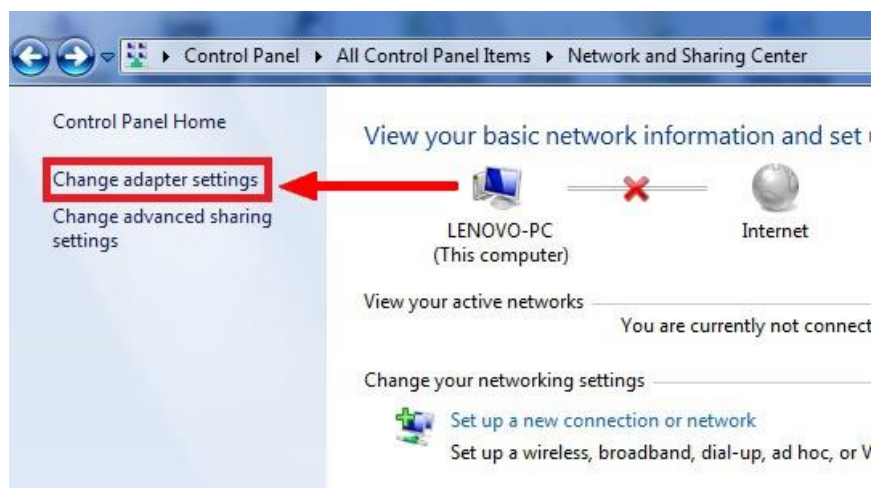 Control Panel ▸ All Control Panel Items ▸ Network and Sharing Center
Control Panel Home
Change adapter settings
Change advanced sharing
settings
View your basic network information and set
LENOVO-PC
(This computer)
Internet
View your active networks
You are currently not connect
Change your networking settings
Set up a new connection or network
Set up a wireless, broadband, dial-up, ad hoc, or V